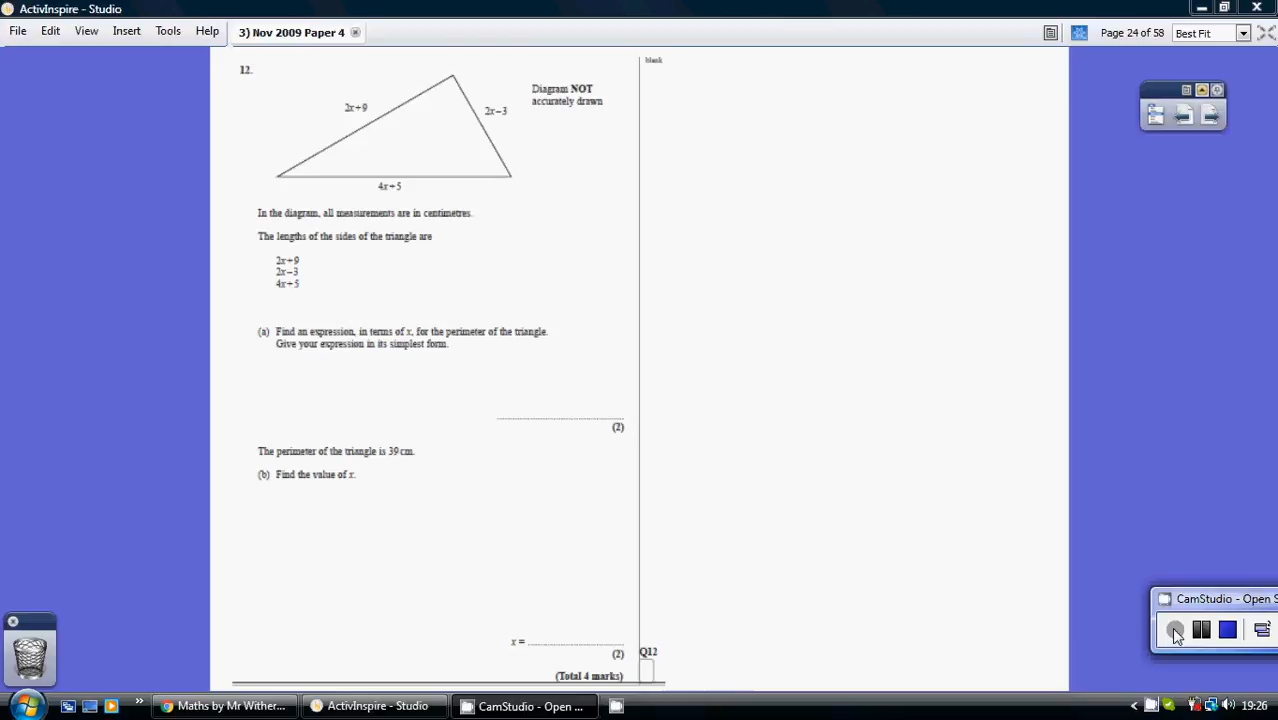 ActivInspire - Studio
File Edit View Insert Tools Help
3) Nov 2009 Paper 4
Page 24 of 58
Best Fit
blank
12.
Diagram NOT
accurately drawn
2x+9
2x−3
4x+5
In the diagram, all measurements are in centimetres.
The lengths of the sides of the triangle are
2x+9
2x−3
4x+5
(a) Find an expression, in terms of x, for the perimeter of the triangle.
Give your expression in its simplest form.
(2)
The perimeter of the triangle is 39 cm.
(b) Find the value of x.
x =
(2)
Q12
(Total 4 marks)
CamStudio - Open S
Maths by Mr Wither...
ActivInspire - Studio
CamStudio - Open ...
19:26